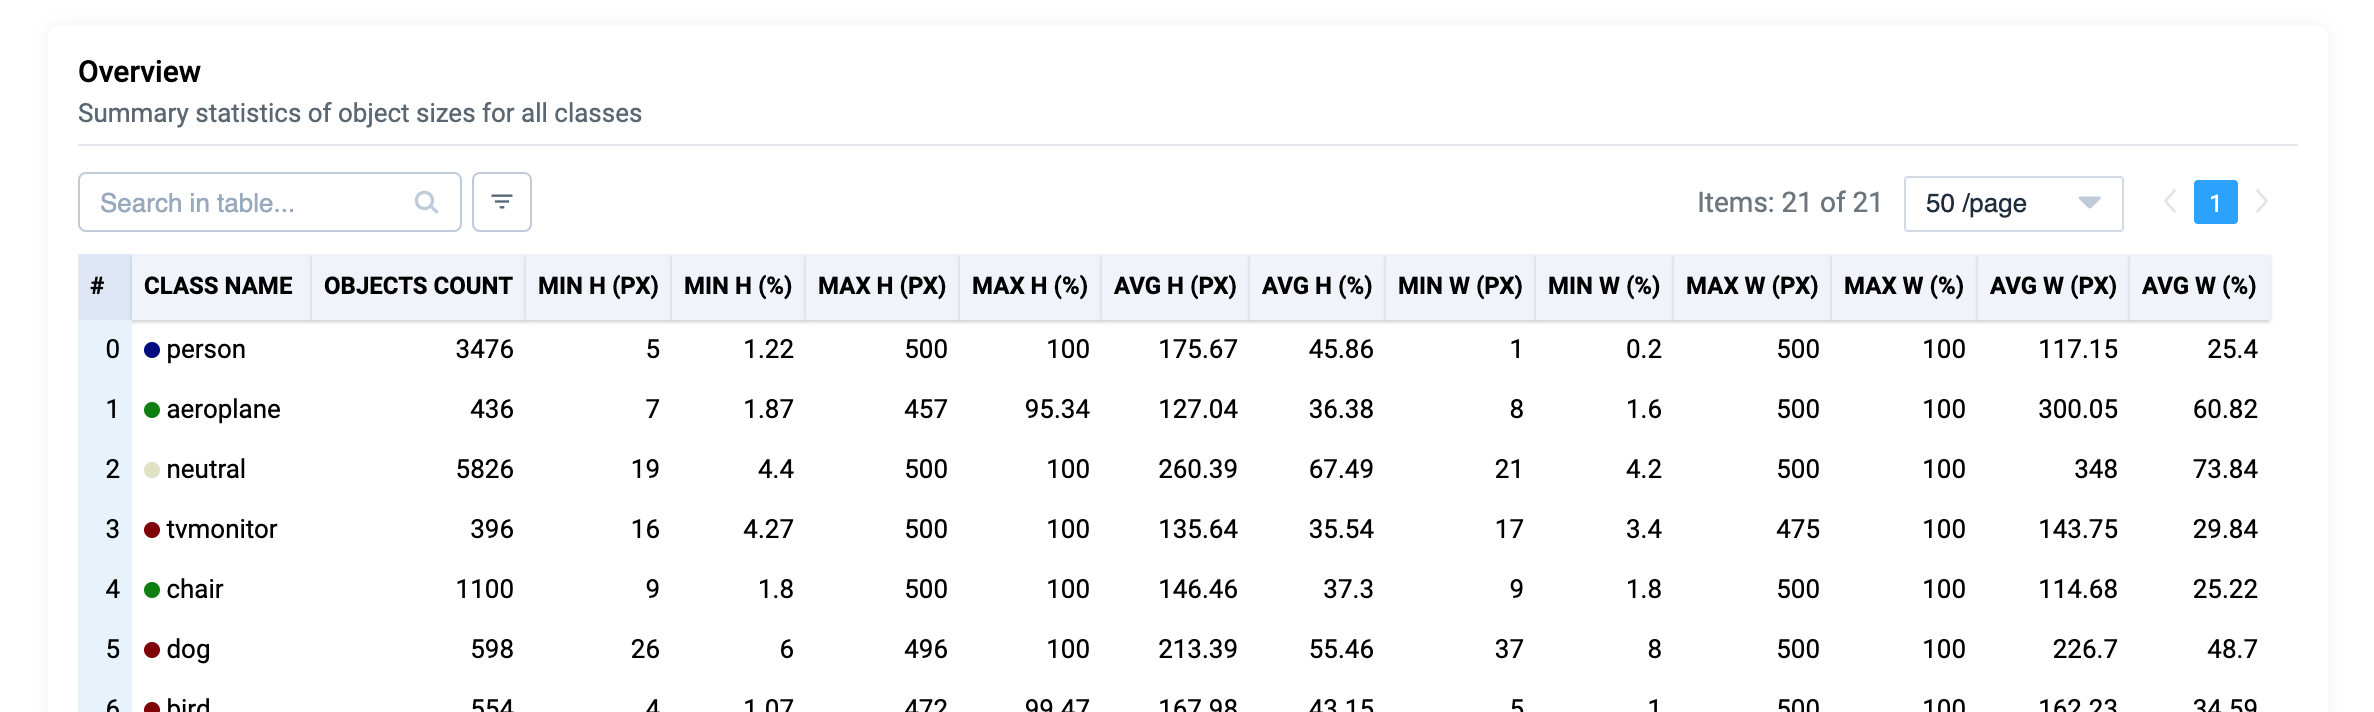 Overview
Summary statistics of object sizes for all classes
Search in table...
Items: 21 of 21 50 /page 1
# CLASS NAME OBJECTS COUNT MIN H (PX) MIN H (%) MAX H (PX) MAX H (%) AVG H (PX) AVG H (%) MIN W (PX) MIN W (%) MAX W (PX) MAX W (%) AVG W (PX) AVG W (%)
0 person 3476 5 1.22 500 100 175.67 45.86 1 0.2 500 100 117.15 25.4
1 aeroplane 436 7 1.87 457 95.34 127.04 36.38 8 1.6 500 100 300.05 60.82
2 neutral 5826 19 4.4 500 100 260.39 67.49 21 4.2 500 100 348 73.84
3 tvmonitor 396 16 4.27 500 100 135.64 35.54 17 3.4 475 100 143.75 29.84
4 chair 1100 9 1.8 500 100 146.46 37.3 9 1.8 500 100 114.68 25.22
5 dog 598 26 6 496 100 213.39 55.46 37 8 500 100 226.7 48.7
6 bird 554 4 1.07 472 99.47 167.98 43.15 5 1 500 100 162.23 34.59